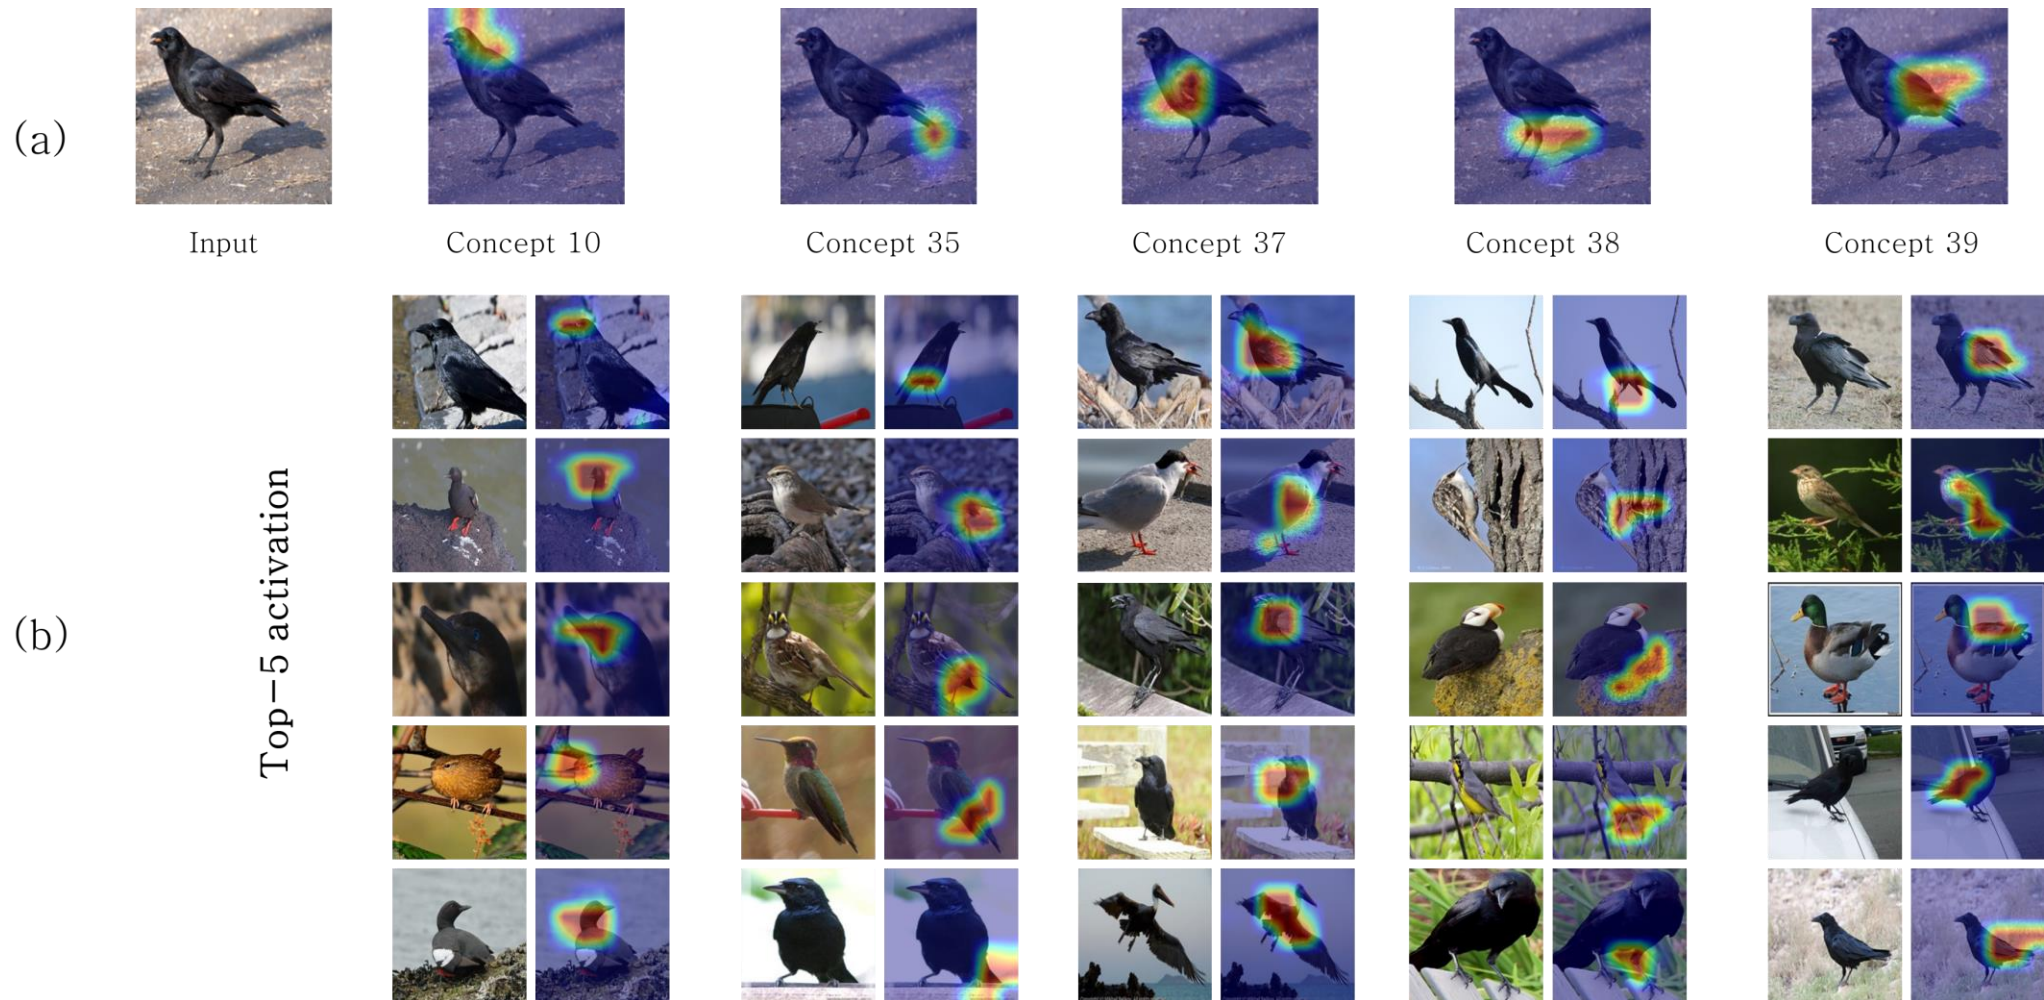 (a)
Input
Concept 10
Concept 35
Concept 37
Concept 38
Concept 39
(b)
Top-5 activation